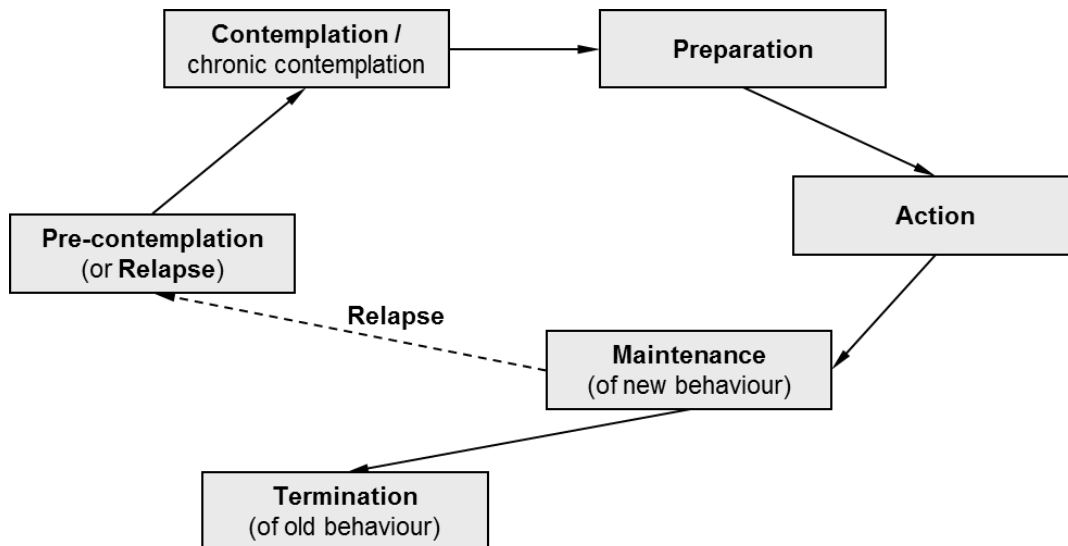 Contemplation /
chronic contemplation
Preparation
Action
Pre-contemplation
(or Relapse)
Relapse
Maintenance
(of new behaviour)
Termination
(of old behaviour)